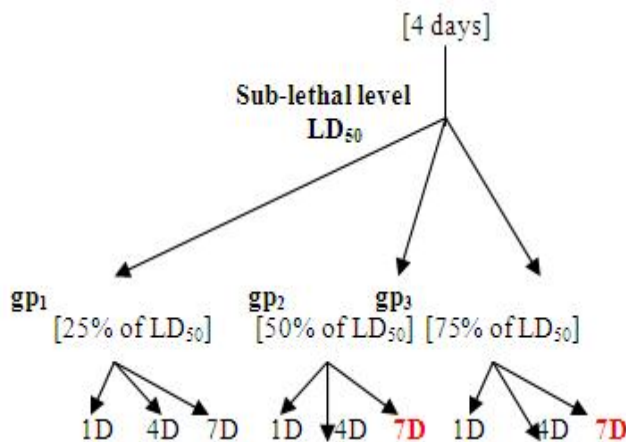 [4 days]
Sub-lethal level
LD50
gp1 gp2 gp3
[25% of LD50] [50% of LD50] [75% of LD50]
1D 4D 7D 1D 4D 7D 1D 4D 7D